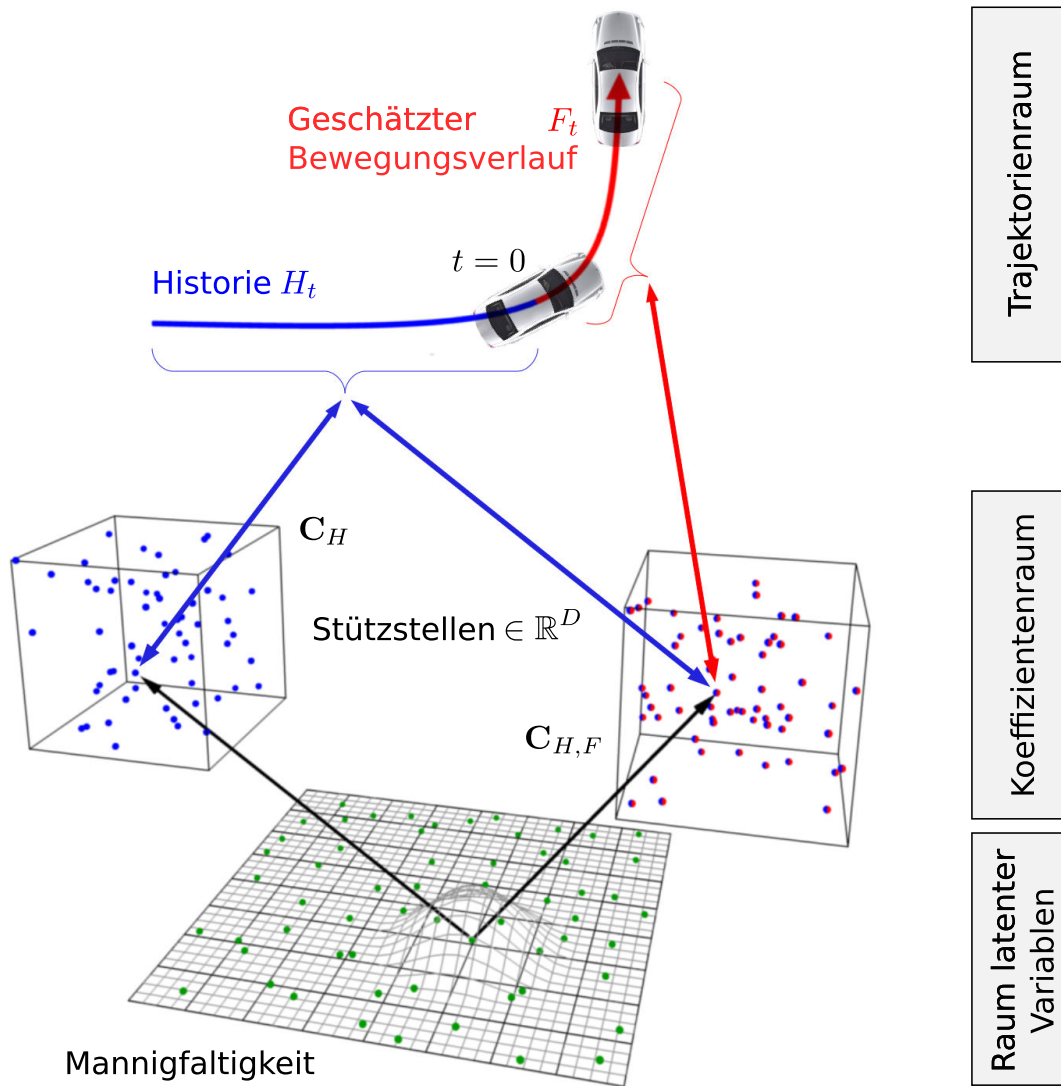 Geschätzter F_t
Bewegungsverlauf
t = 0
Historie H_t
C_H
Stützstellen ∈ ℝ^D
C_{H,F}
Mannigfaltigkeit
Trajektorienraum
Koeffizientenraum
Raum latenter
Variablen